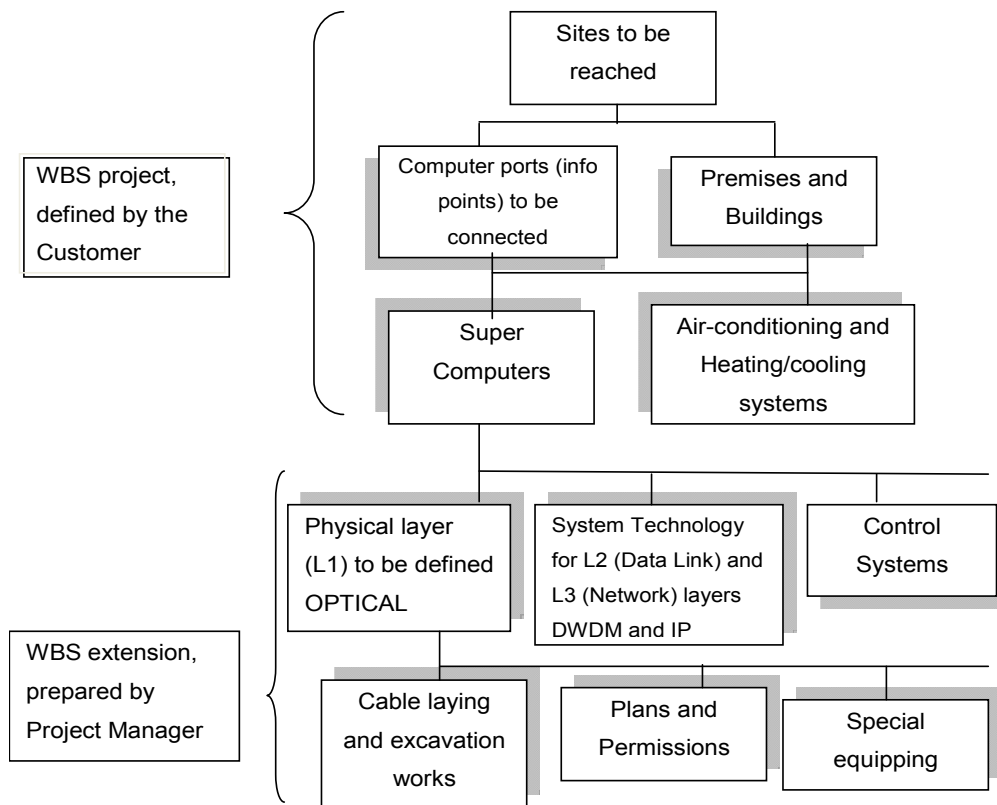 Sites to be
reached
WBS project,
defined by the
Customer
Computer ports (info
points) to be
connected
Premises and
Buildings
Super
Computers
Air-conditioning and
Heating/cooling
systems
WBS extension,
prepared by
Project Manager
Physical layer
(L1) to be defined
OPTICAL
System Technology
for L2 (Data Link) and
L3 (Network) layers
DWDM and IP
Control
Systems
Cable laying
and excavation
works
Plans and
Permissions
Special
equipping